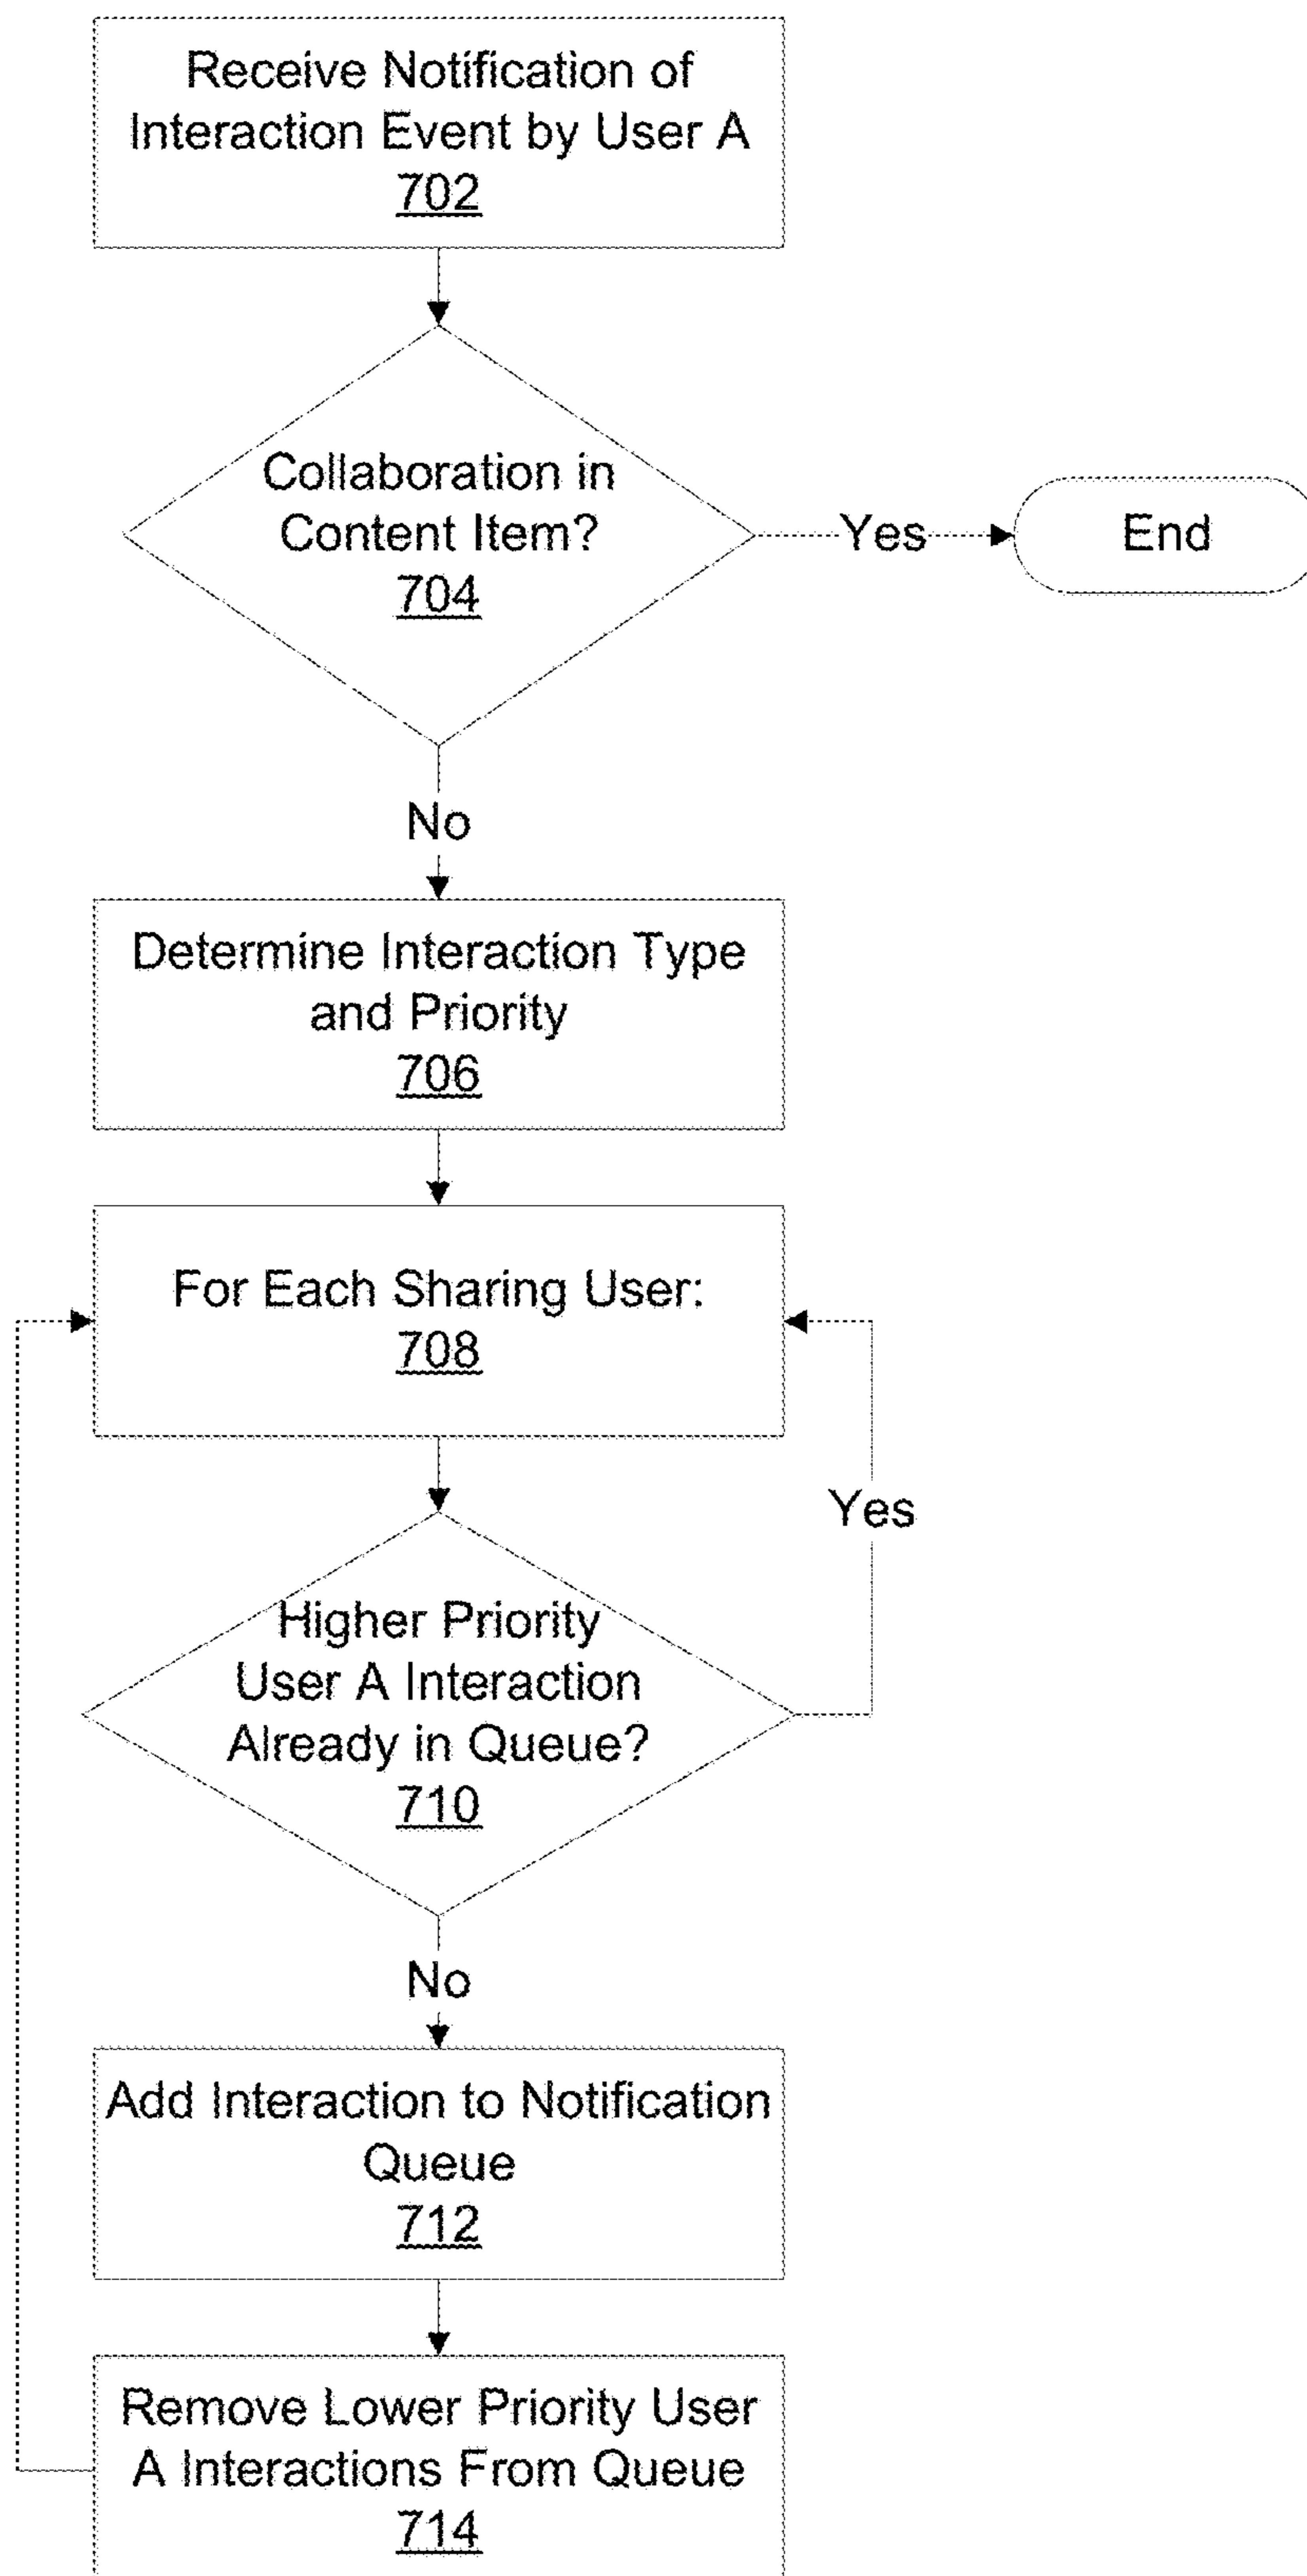 Receive Notification of
Interaction Event by User A
702
Collaboration in
Content Item?
704
Yes
End
No
Determine Interaction Type
and Priority
706
For Each Sharing User:
708
Yes
Higher Priority
User A Interaction
Already in Queue?
710
No
Add Interaction to Notification
Queue
712
Remove Lower Priority User
A Interactions From Queue
714